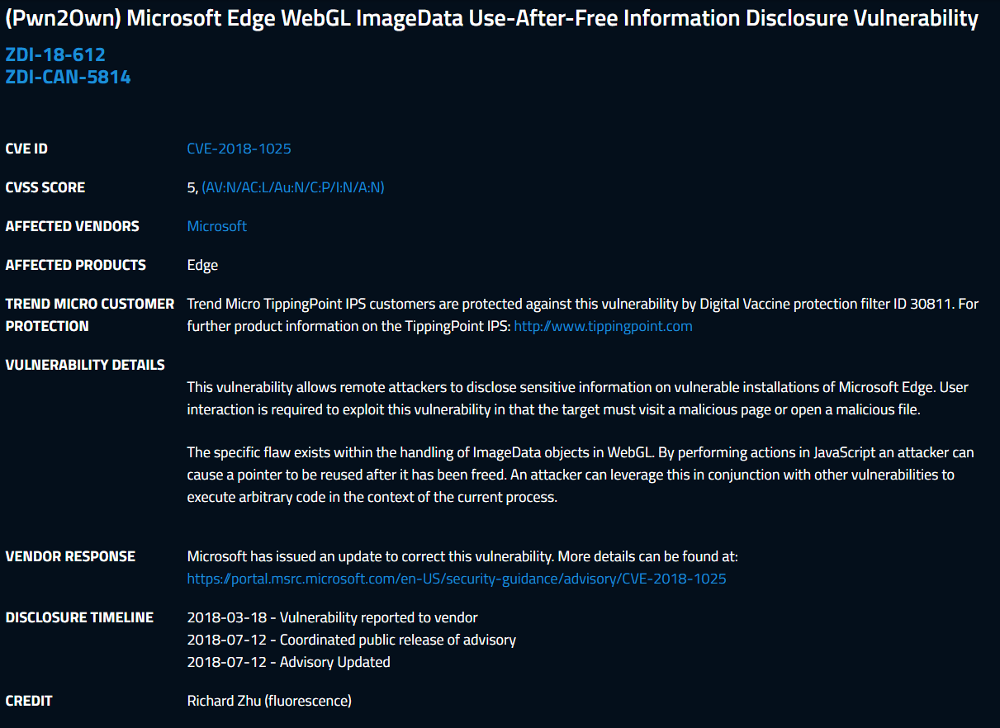 (Pwn2Own) Microsoft Edge WebGL ImageData Use-After-Free Information Disclosure Vulnerability
ZDI-18-612
ZDI-CAN-5814
CVE ID
CVE-2018-1025
CVSS SCORE
5, (AV:N/AC:L/Au:N/C:P/I:N/A:N)
AFFECTED VENDORS
Microsoft
AFFECTED PRODUCTS
Edge
TREND MICRO CUSTOMER
PROTECTION
Trend Micro TippingPoint IPS customers are protected against this vulnerability by Digital Vaccine protection filter ID 30811. For
further product information on the TippingPoint IPS: http://www.tippingpoint.com
VULNERABILITY DETAILS
This vulnerability allows remote attackers to disclose sensitive information on vulnerable installations of Microsoft Edge. User
interaction is required to exploit this vulnerability in that the target must visit a malicious page or open a malicious file.
The specific flaw exists within the handling of ImageData objects in WebGL. By performing actions in JavaScript an attacker can
cause a pointer to be reused after it has been freed. An attacker can leverage this in conjunction with other vulnerabilities to
execute arbitrary code in the context of the current process.
VENDOR RESPONSE
Microsoft has issued an update to correct this vulnerability. More details can be found at:
https://portal.msrc.microsoft.com/en-US/security-guidance/advisory/CVE-2018-1025
DISCLOSURE TIMELINE
2018-03-18 - Vulnerability reported to vendor
2018-07-12 - Coordinated public release of advisory
2018-07-12 - Advisory Updated
CREDIT
Richard Zhu (fluorescence)